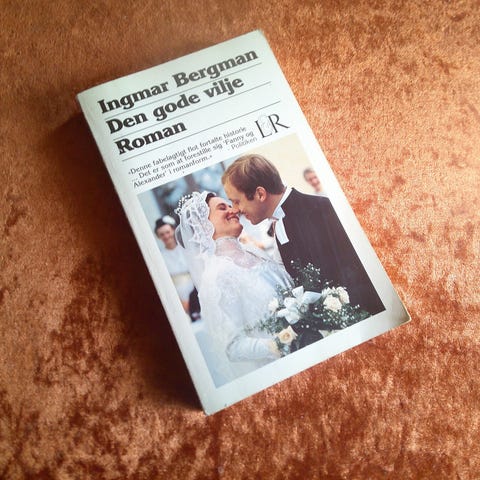 Ingmar Bergman
Den gode vilje
Roman
»Denne fabelagtigt flot fortalte historie
... Det er som at forestille sig 'Fanny og
Alexander' i romanform.«
Politiken
LR